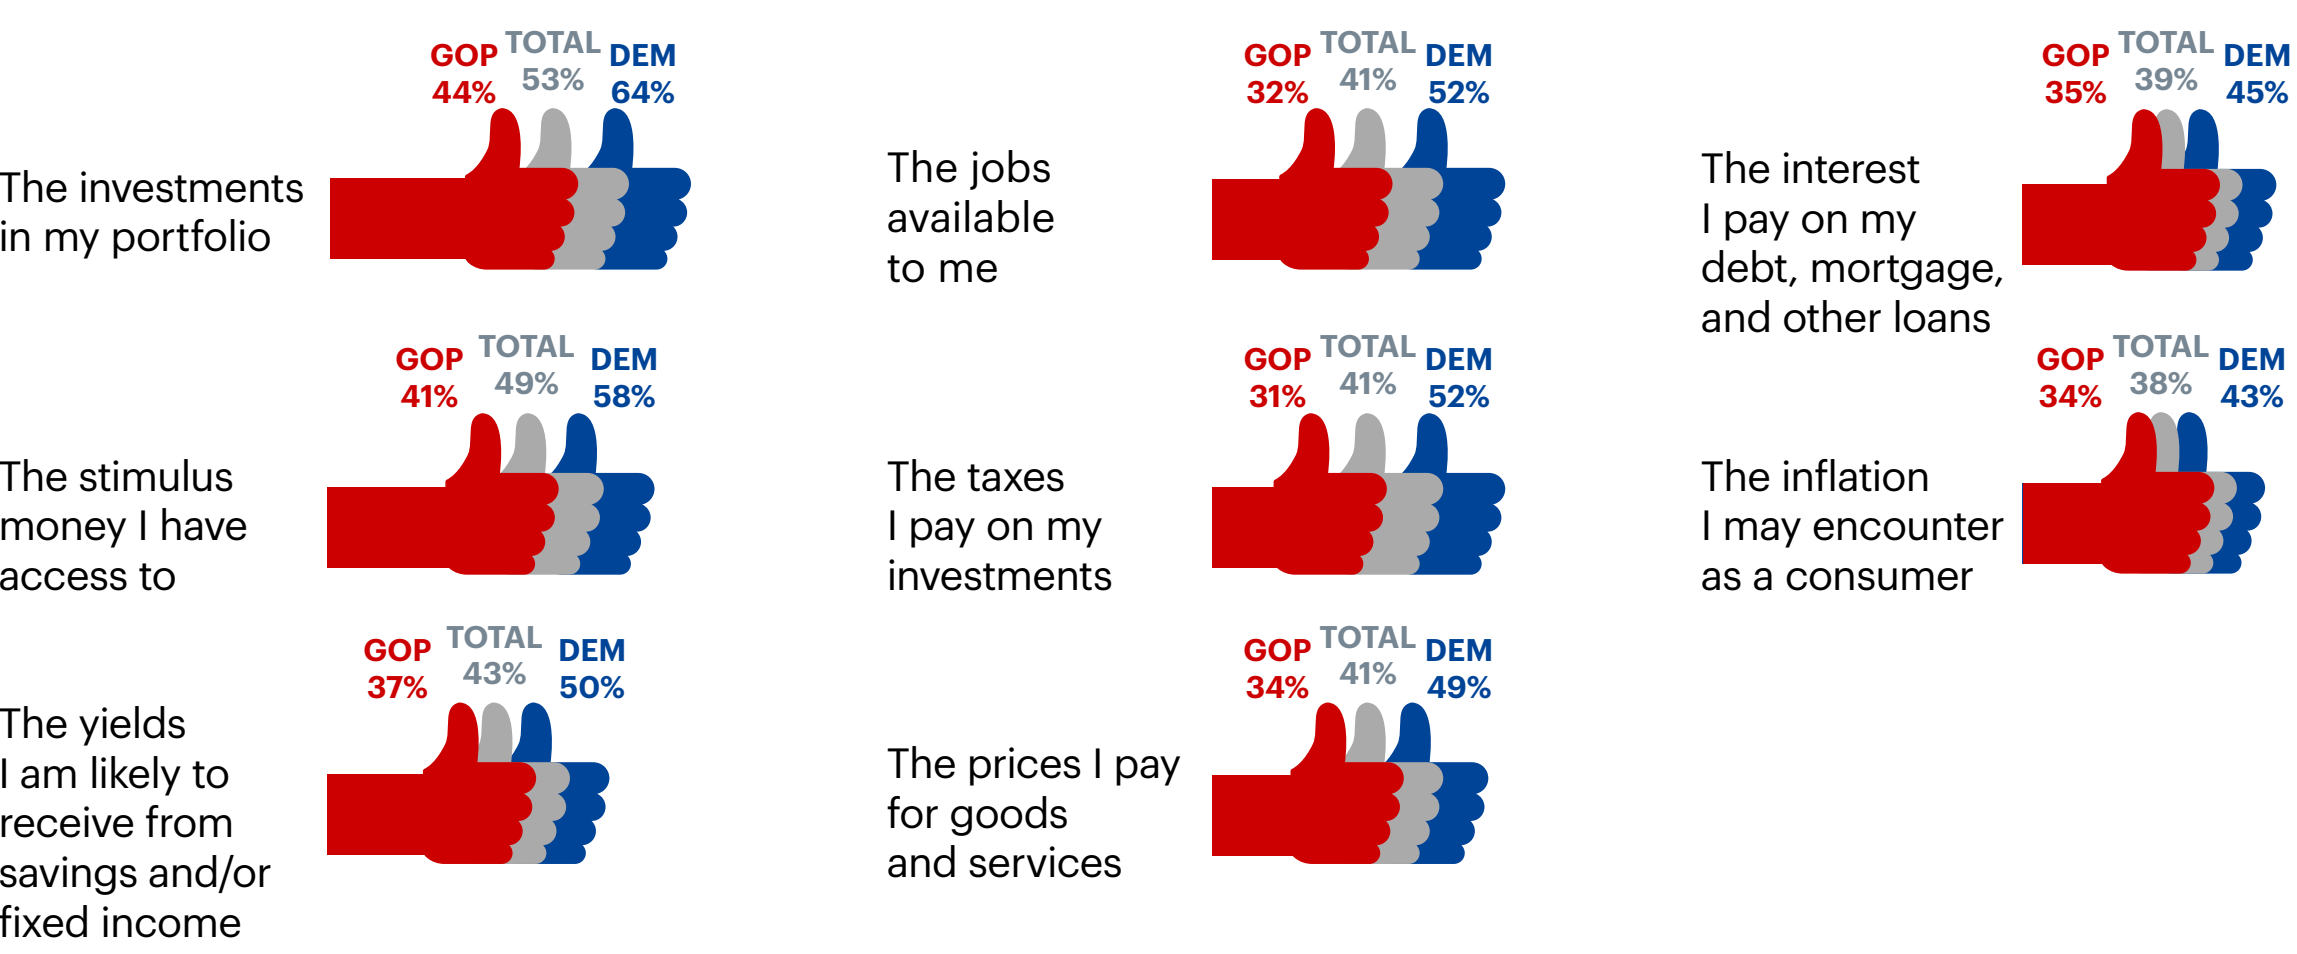 GOP TOTAL DEM
44% 53% 64%
The investments
in my portfolio
GOP TOTAL DEM
41% 49% 58%
The stimulus
money I have
access to
GOP TOTAL DEM
37% 43% 50%
The yields
I am likely to
receive from
savings and/or
fixed income
GOP TOTAL DEM
32% 41% 52%
The jobs
available
to me
GOP TOTAL DEM
31% 41% 52%
The taxes
I pay on my
investments
GOP TOTAL DEM
34% 41% 49%
The prices I pay
for goods
and services
GOP TOTAL DEM
35% 39% 45%
The interest
I pay on my
debt, mortgage,
and other loans
GOP TOTAL DEM
34% 38% 43%
The inflation
I may encounter
as a consumer